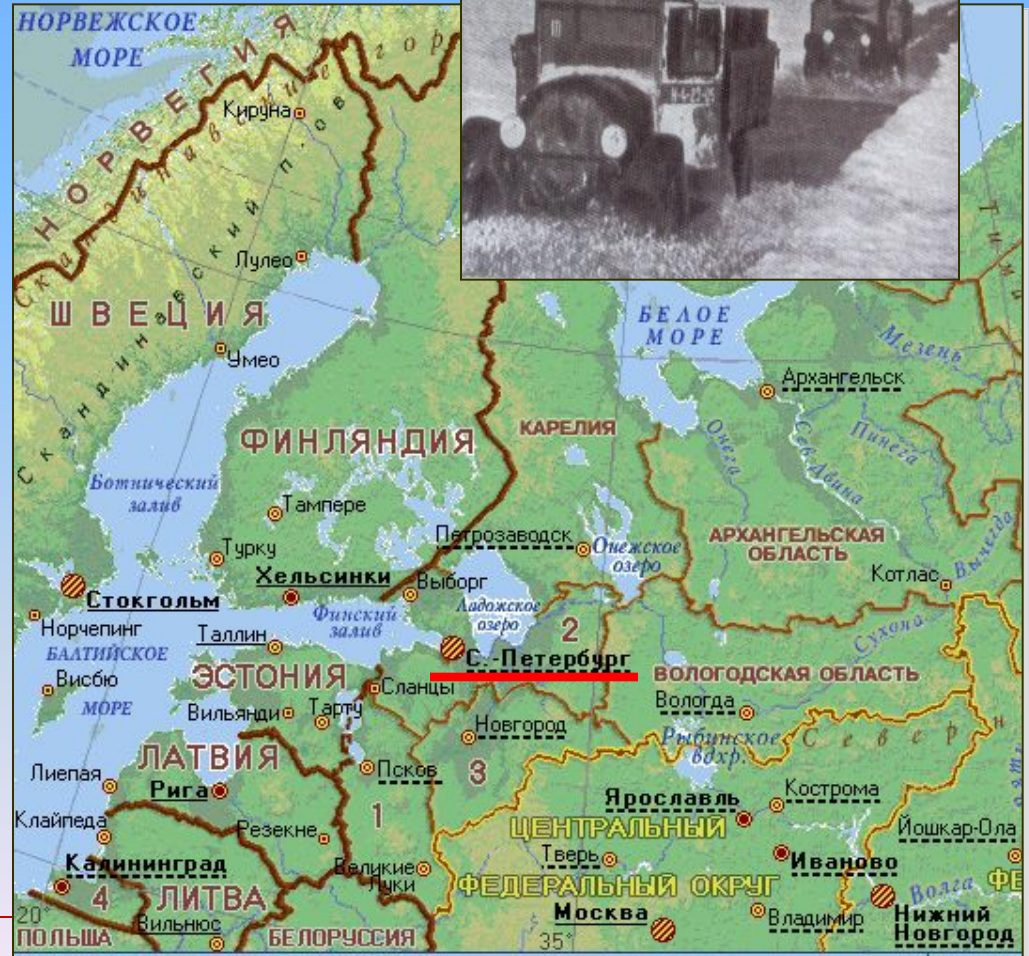 НОРВЕЖСКОЕ
МОРЕ
НОРВЕГИЯ
гор
Кируна
Скандинавский п-ов
Лулео
ШВЕЦИЯ
Умео
БЕЛОЕ
МОРЕ
Мезень
Архангельск
ФИНЛЯНДИЯ
КАРЕЛИЯ
Онега
Сев Двина
Пинега
Ботнический
залив
Тампере
Петрозаводск
Онежское
озеро
АРХАНГЕЛЬСКАЯ
ОБЛАСТЬ
Вычегда
Турку
Хельсинки
Выборг
Котлас
Стокгольм
Финский
залив
Ладожское
озеро
2
Сухона
Норчепинг
Таллин
С.-Петербург
БАЛТИЙСКОЕ
МОРЕ
Висбю
ЭСТОНИЯ
Сланцы
ВОЛОГОДСКАЯ ОБЛАСТЬ
Вильянди
Тарту
Новгород
Вологда
Рыбинское
вдхр.
Северн
ЛАТВИЯ
Псков
3
Лиепая
Рига
Ярославль
Кострома
1
Клайпеда
Резекне
ЦЕНТРАЛЬНЫЙ
Йошкар-Ола
Калининград
Великие
Луки
Тверь
Иваново
4
ЛИТВА
ФЕДЕРАЛЬНЫЙ ОКРУГ
ФЕ
Волга
20°
Москва
Владимир
Нижний
Новгород
ПОЛЬША
Вильнюс
БЕЛОРУССИЯ
35°